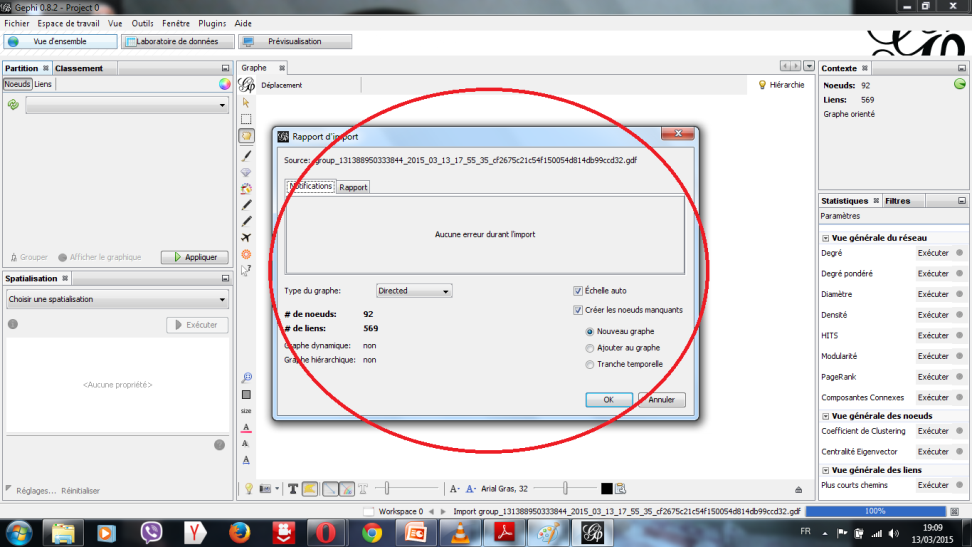 Gephi 0.8.2 - Project 0
Fichier Espace de travail Vue Outils Fenêtre Plugins Aide
Vue d'ensemble Laboratoire de données Prévisualisation
Partition Classement
Noeuds Liens
Grouper Afficher le graphique Appliquer
Spatialisation
Choisir une spatialisation
Exécuter
<Aucune propriété>
Réglages... Réinitialiser
Graphe
Déplacement
Hiérarchie
size
A
A
A
Rapport d'import
Source: group_131388950333844_2015_03_13_17_55_35_cf2675c21c54f150054d814db99ccd32.gdf
Notifications Rapport
Aucune erreur durant l'import
Type du graphe: Directed
# de noeuds: 92
# de liens: 569
Graphe dynamique: non
Graphe hiérarchique: non
Échelle auto
Créer les noeuds manquants
Nouveau graphe
Ajouter au graphe
Tranche temporelle
OK Annuler
T T A- A- Arial Gras, 32
Contexte
Noeuds: 92
Liens: 569
Graphe orienté
Statistiques Filtres
Paramètres
Vue générale du réseau
Degré Exécuter
Degré pondéré Exécuter
Diamètre Exécuter
Densité Exécuter
HITS Exécuter
Modularité Exécuter
PageRank Exécuter
Composantes Connexes Exécuter
Vue générale des noeuds
Coefficient de Clustering Exécuter
Centralité Eigenvector Exécuter
Vue générale des liens
Plus courts chemins Exécuter
Workspace 0 Import group_131388950333844_2015_03_13_17_55_35_cf2675c21c54f150054d814db99ccd32.gdf 100%
FR 19:09
13/03/2015